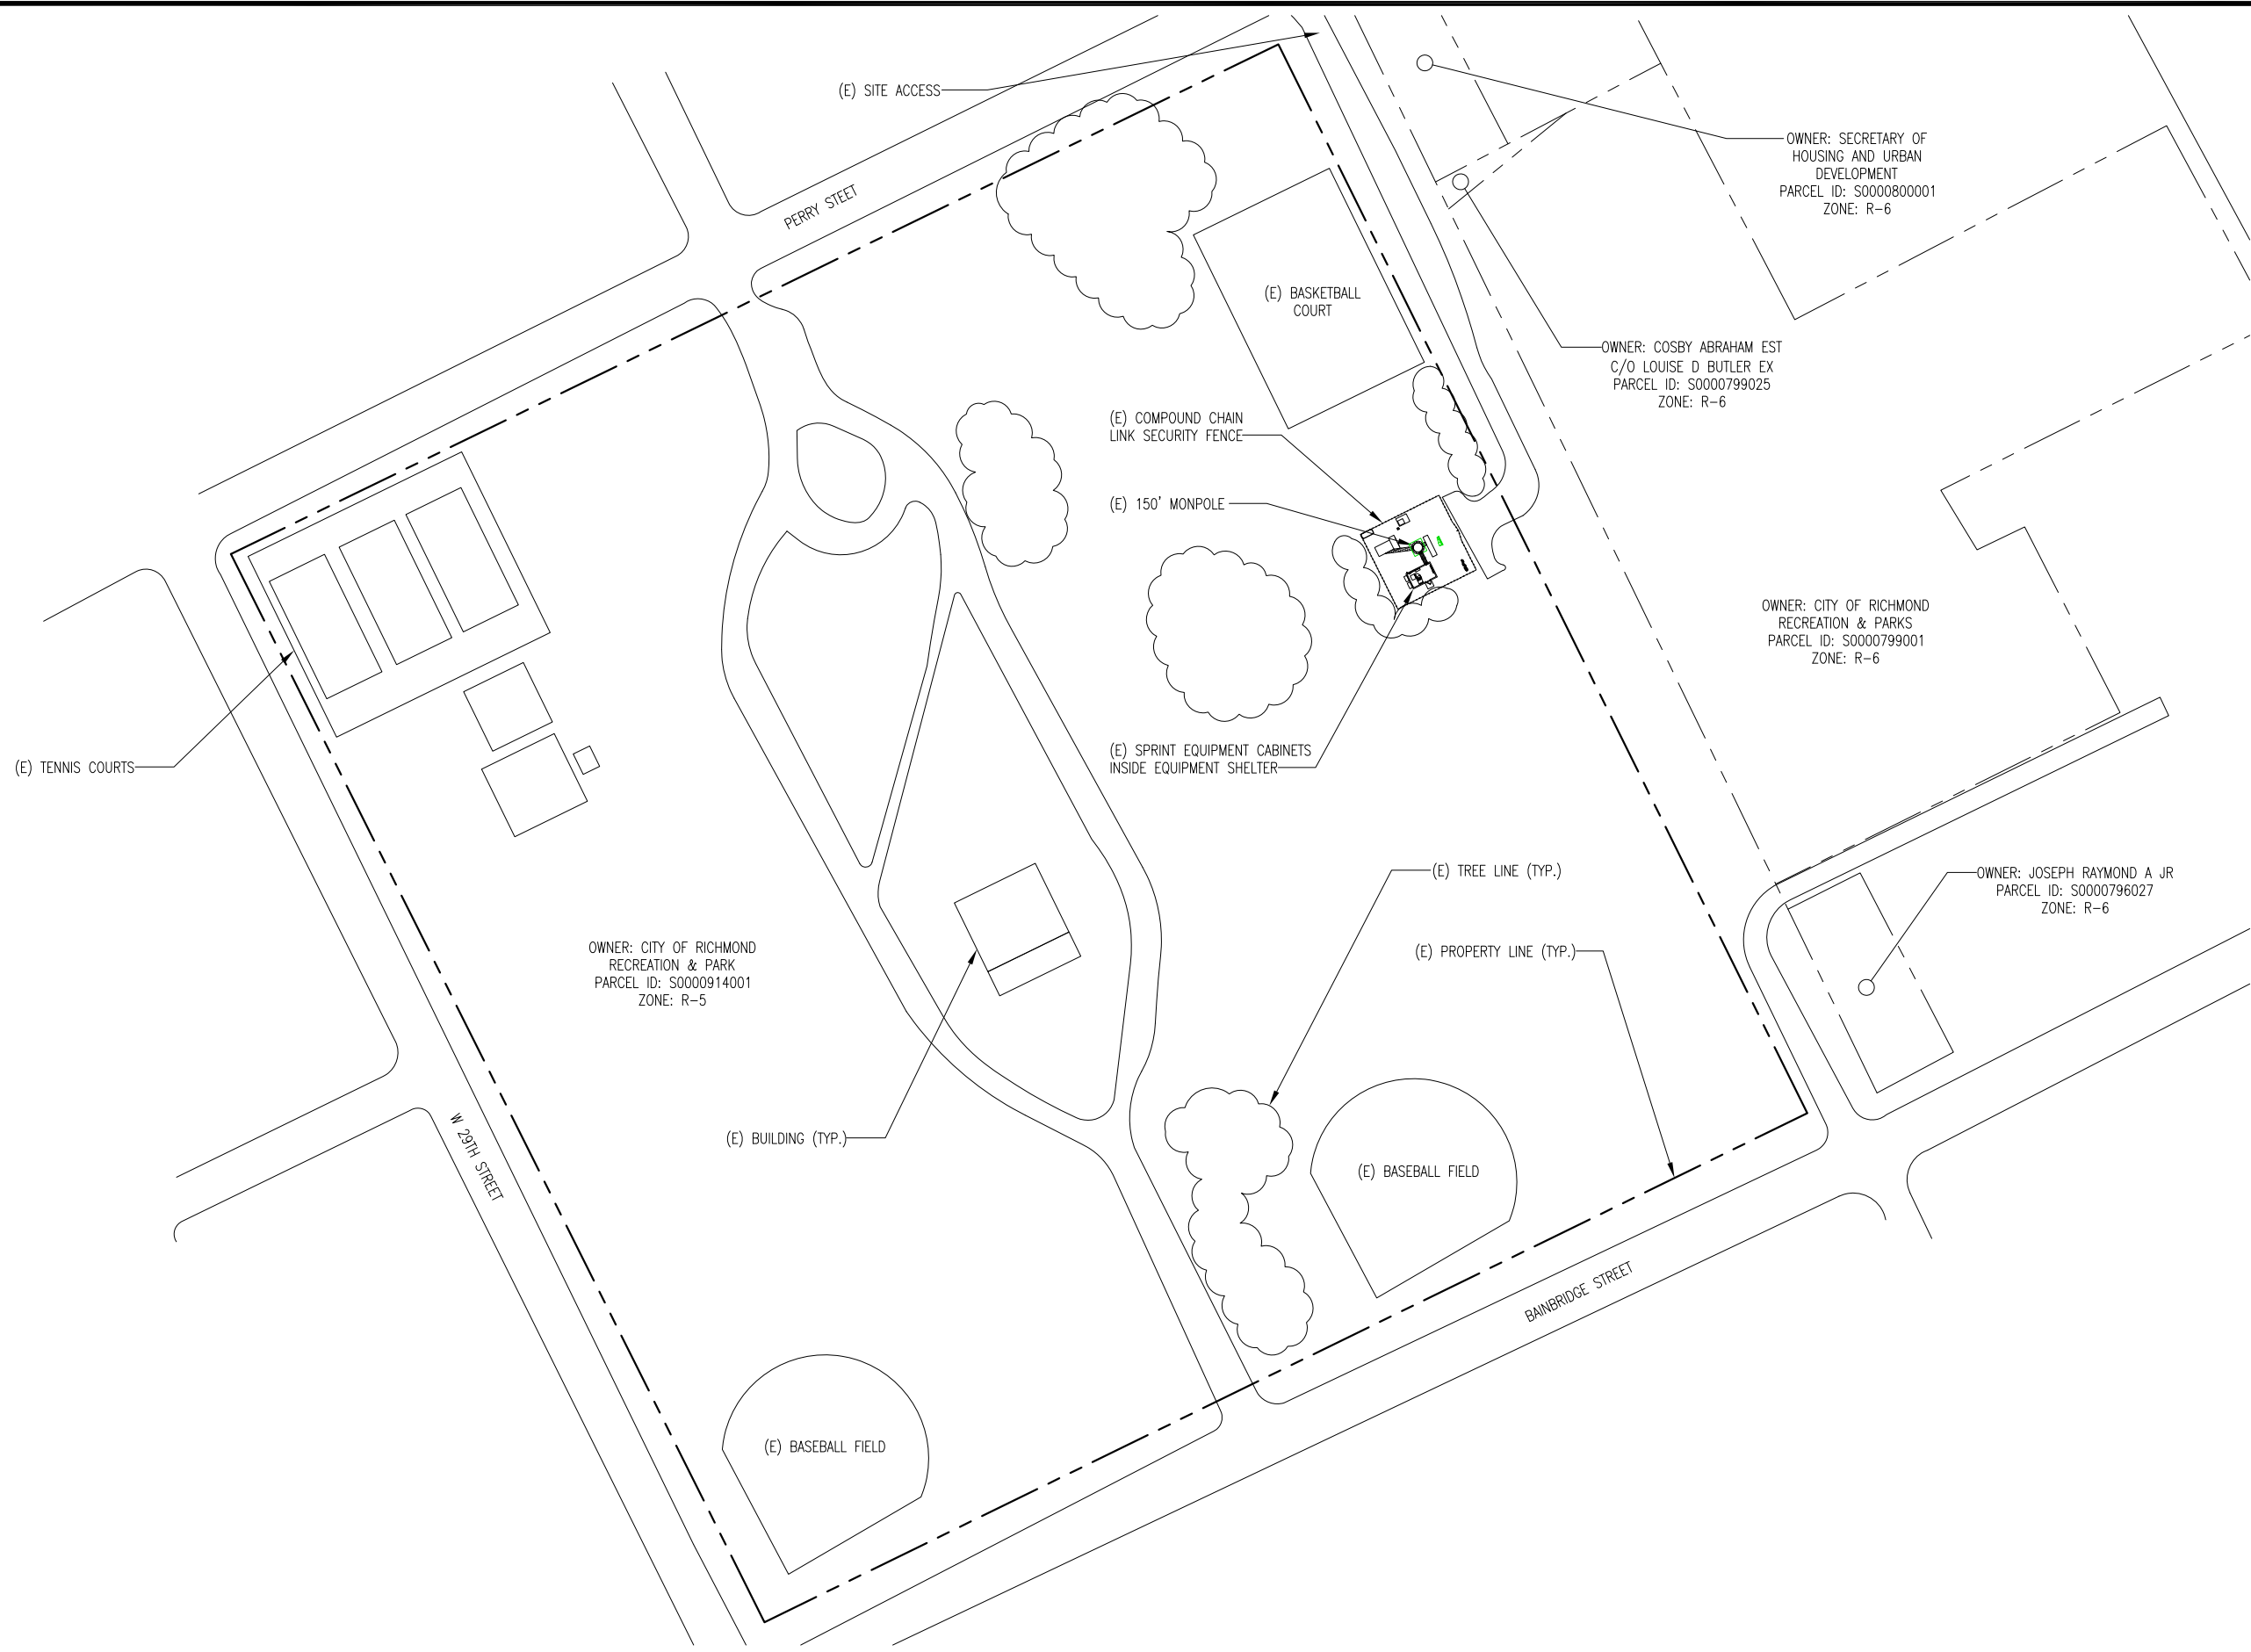 (E) SITE ACCESS
OWNER: SECRETARY OF
HOUSING AND URBAN
DEVELOPMENT
PARCEL ID: S0000800001
ZONE: R-6
PERRY STEET
(E) BASKETBALL
COURT
OWNER: COSBY ABRAHAM EST
C/O LOUISE D BUTLER EX
PARCEL ID: S0000799025
ZONE: R-6
(E) COMPOUND CHAIN
LINK SECURITY FENCE
(E) 150' MONPOLE
OWNER: CITY OF RICHMOND
RECREATION & PARKS
PARCEL ID: S0000799001
ZONE: R-6
(E) TENNIS COURTS
(E) SPRINT EQUIPMENT CABINETS
INSIDE EQUIPMENT SHELTER
(E) TREE LINE (TYP.)
OWNER: JOSEPH RAYMOND A JR
PARCEL ID: S0000796027
ZONE: R-6
OWNER: CITY OF RICHMOND
RECREATION & PARK
PARCEL ID: S0000914001
ZONE: R-5
(E) PROPERTY LINE (TYP.)
(E) BUILDING (TYP.)
W 29TH STREET
(E) BASEBALL FIELD
BAINBRIDGE STREET
(E) BASEBALL FIELD